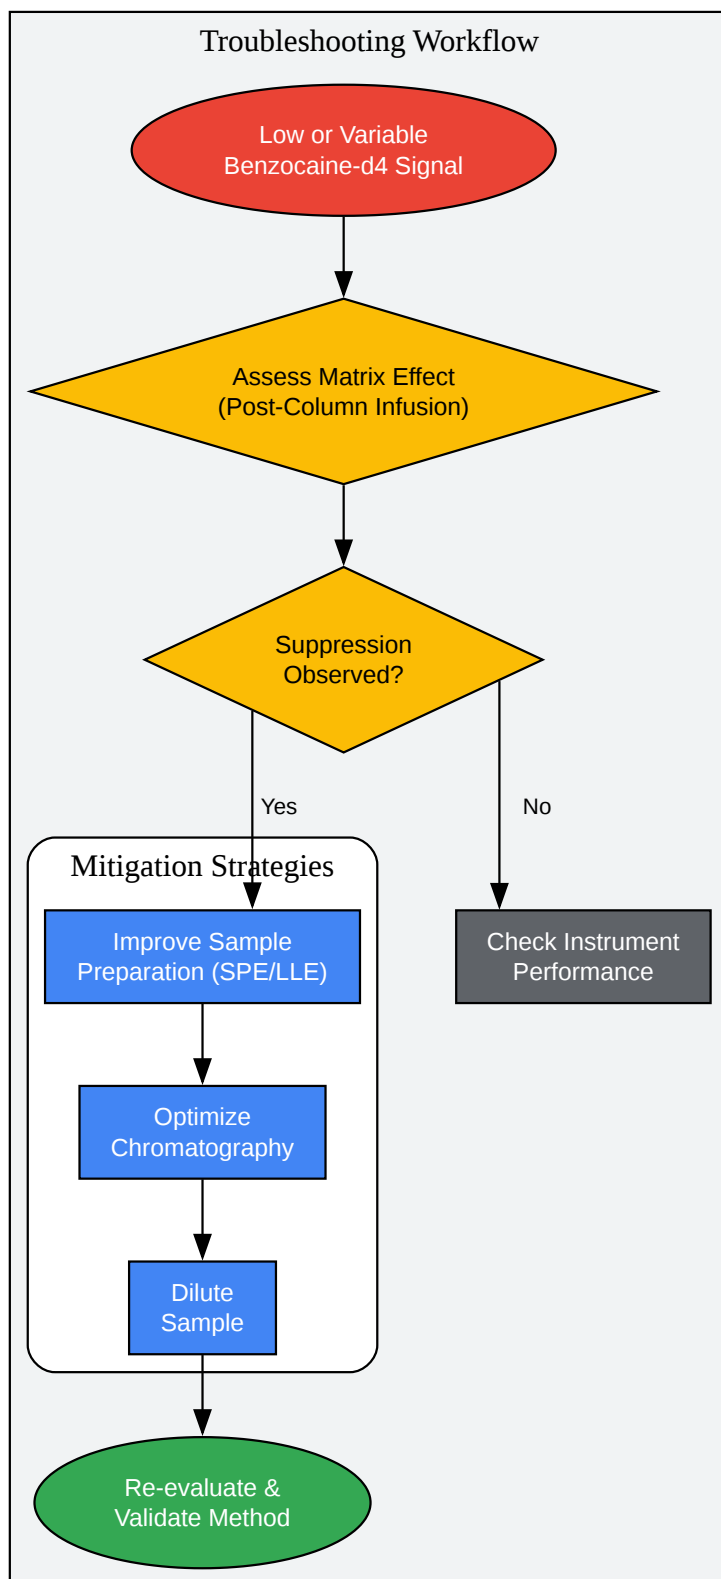 Troubleshooting Workflow
Low or Variable
Benzocaine-d4 Signal
Assess Matrix Effect
(Post-Column Infusion)
Suppression
Observed?
Yes
No
Mitigation Strategies
Improve Sample
Preparation (SPE/LLE)
Check Instrument
Performance
Optimize
Chromatography
Dilute
Sample
Re-evaluate &
Validate Method